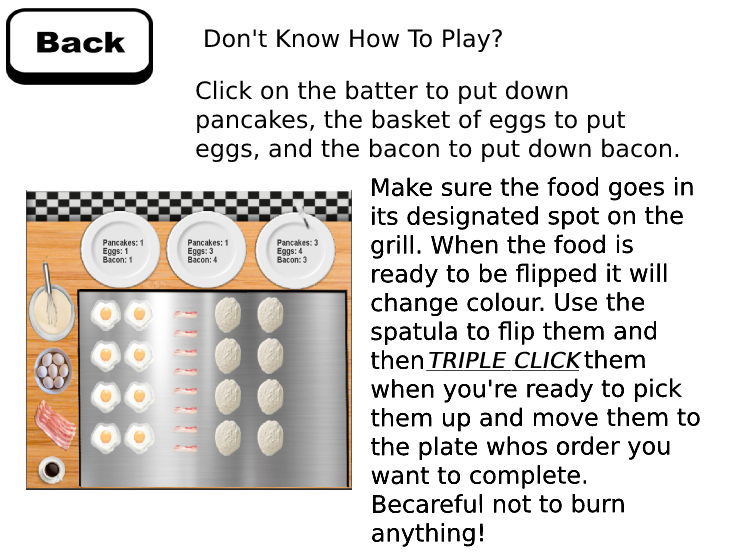 Back
Don't Know How To Play?
Click on the batter to put down
pancakes, the basket of eggs to put
eggs, and the bacon to put down bacon.
Make sure the food goes in
its designated spot on the
grill. When the food is
ready to be flipped it will
change colour. Use the
spatula to flip them and
then TRIPLE CLICK them
when you're ready to pick
them up and move them to
the plate whos order you
want to complete.
Becareful not to burn
anything!
Pancakes: 1
Eggs: 1
Bacon: 1
Pancakes: 1
Eggs: 3
Bacon: 4
Pancakes: 3
Eggs: 4
Bacon: 3